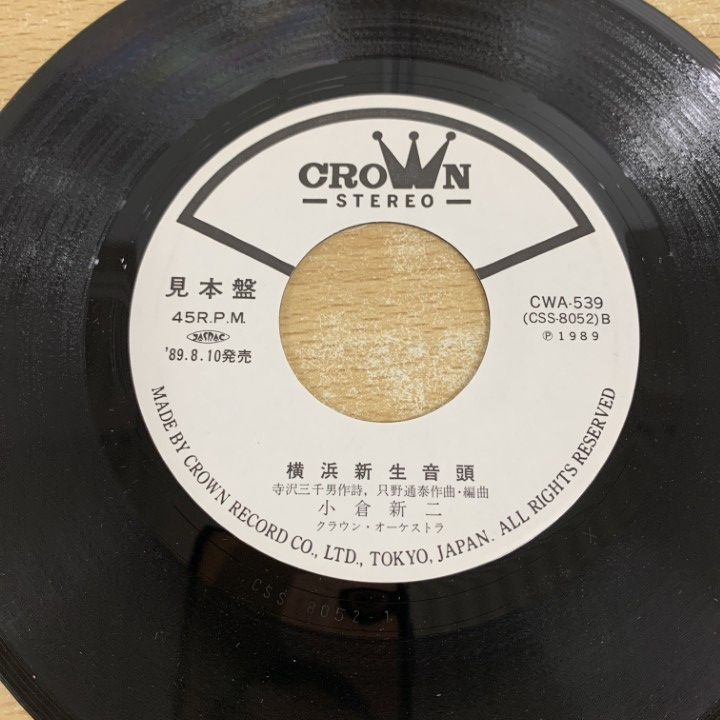 CROWN
STEREO
見本盤
45R.P.M.
JASRAC
'89.8.10発売
CWA-539
(CSS-8052)B
Ⓟ1989
横浜新生音頭
寺沢三千男作詩, 只野通泰作曲・編曲
小倉新二
クラウン・オーケストラ
MADE BY CROWN RECORD CO., LTD., TOKYO, JAPAN. ALL RIGHTS RESERVED
CSS 8052 1